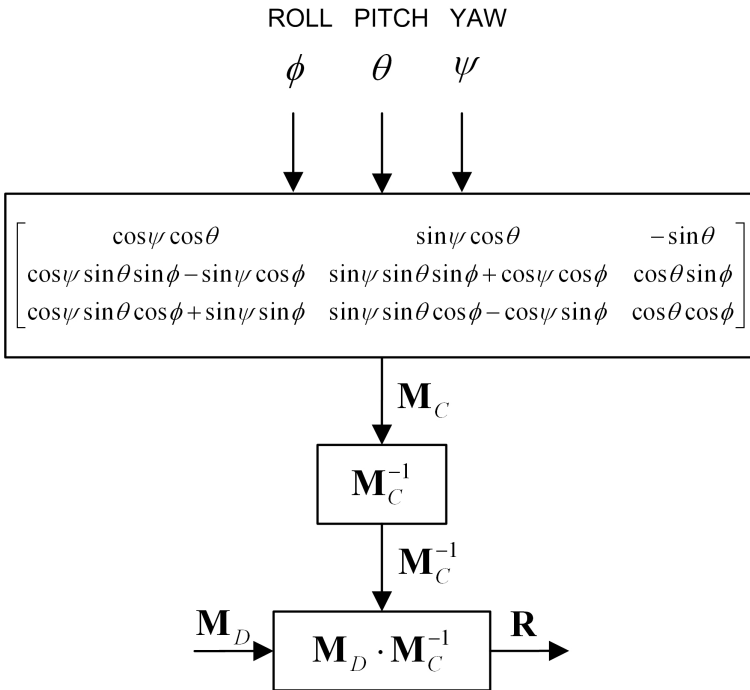 ROLL PITCH YAW
ϕ θ ψ
cosψ cosθ sinψ cosθ −sinθ
cosψ sinθ sinϕ − sinψ cosϕ sinψ sinθ sinϕ + cosψ cosϕ cosθ sinϕ
cosψ sinθ cosϕ + sinψ sinϕ sinψ sinθ cosϕ − cosψ sinϕ cosθ cosϕ
M_C
M_C^{-1}
M_C^{-1}
M_D M_D · M_C^{-1} R